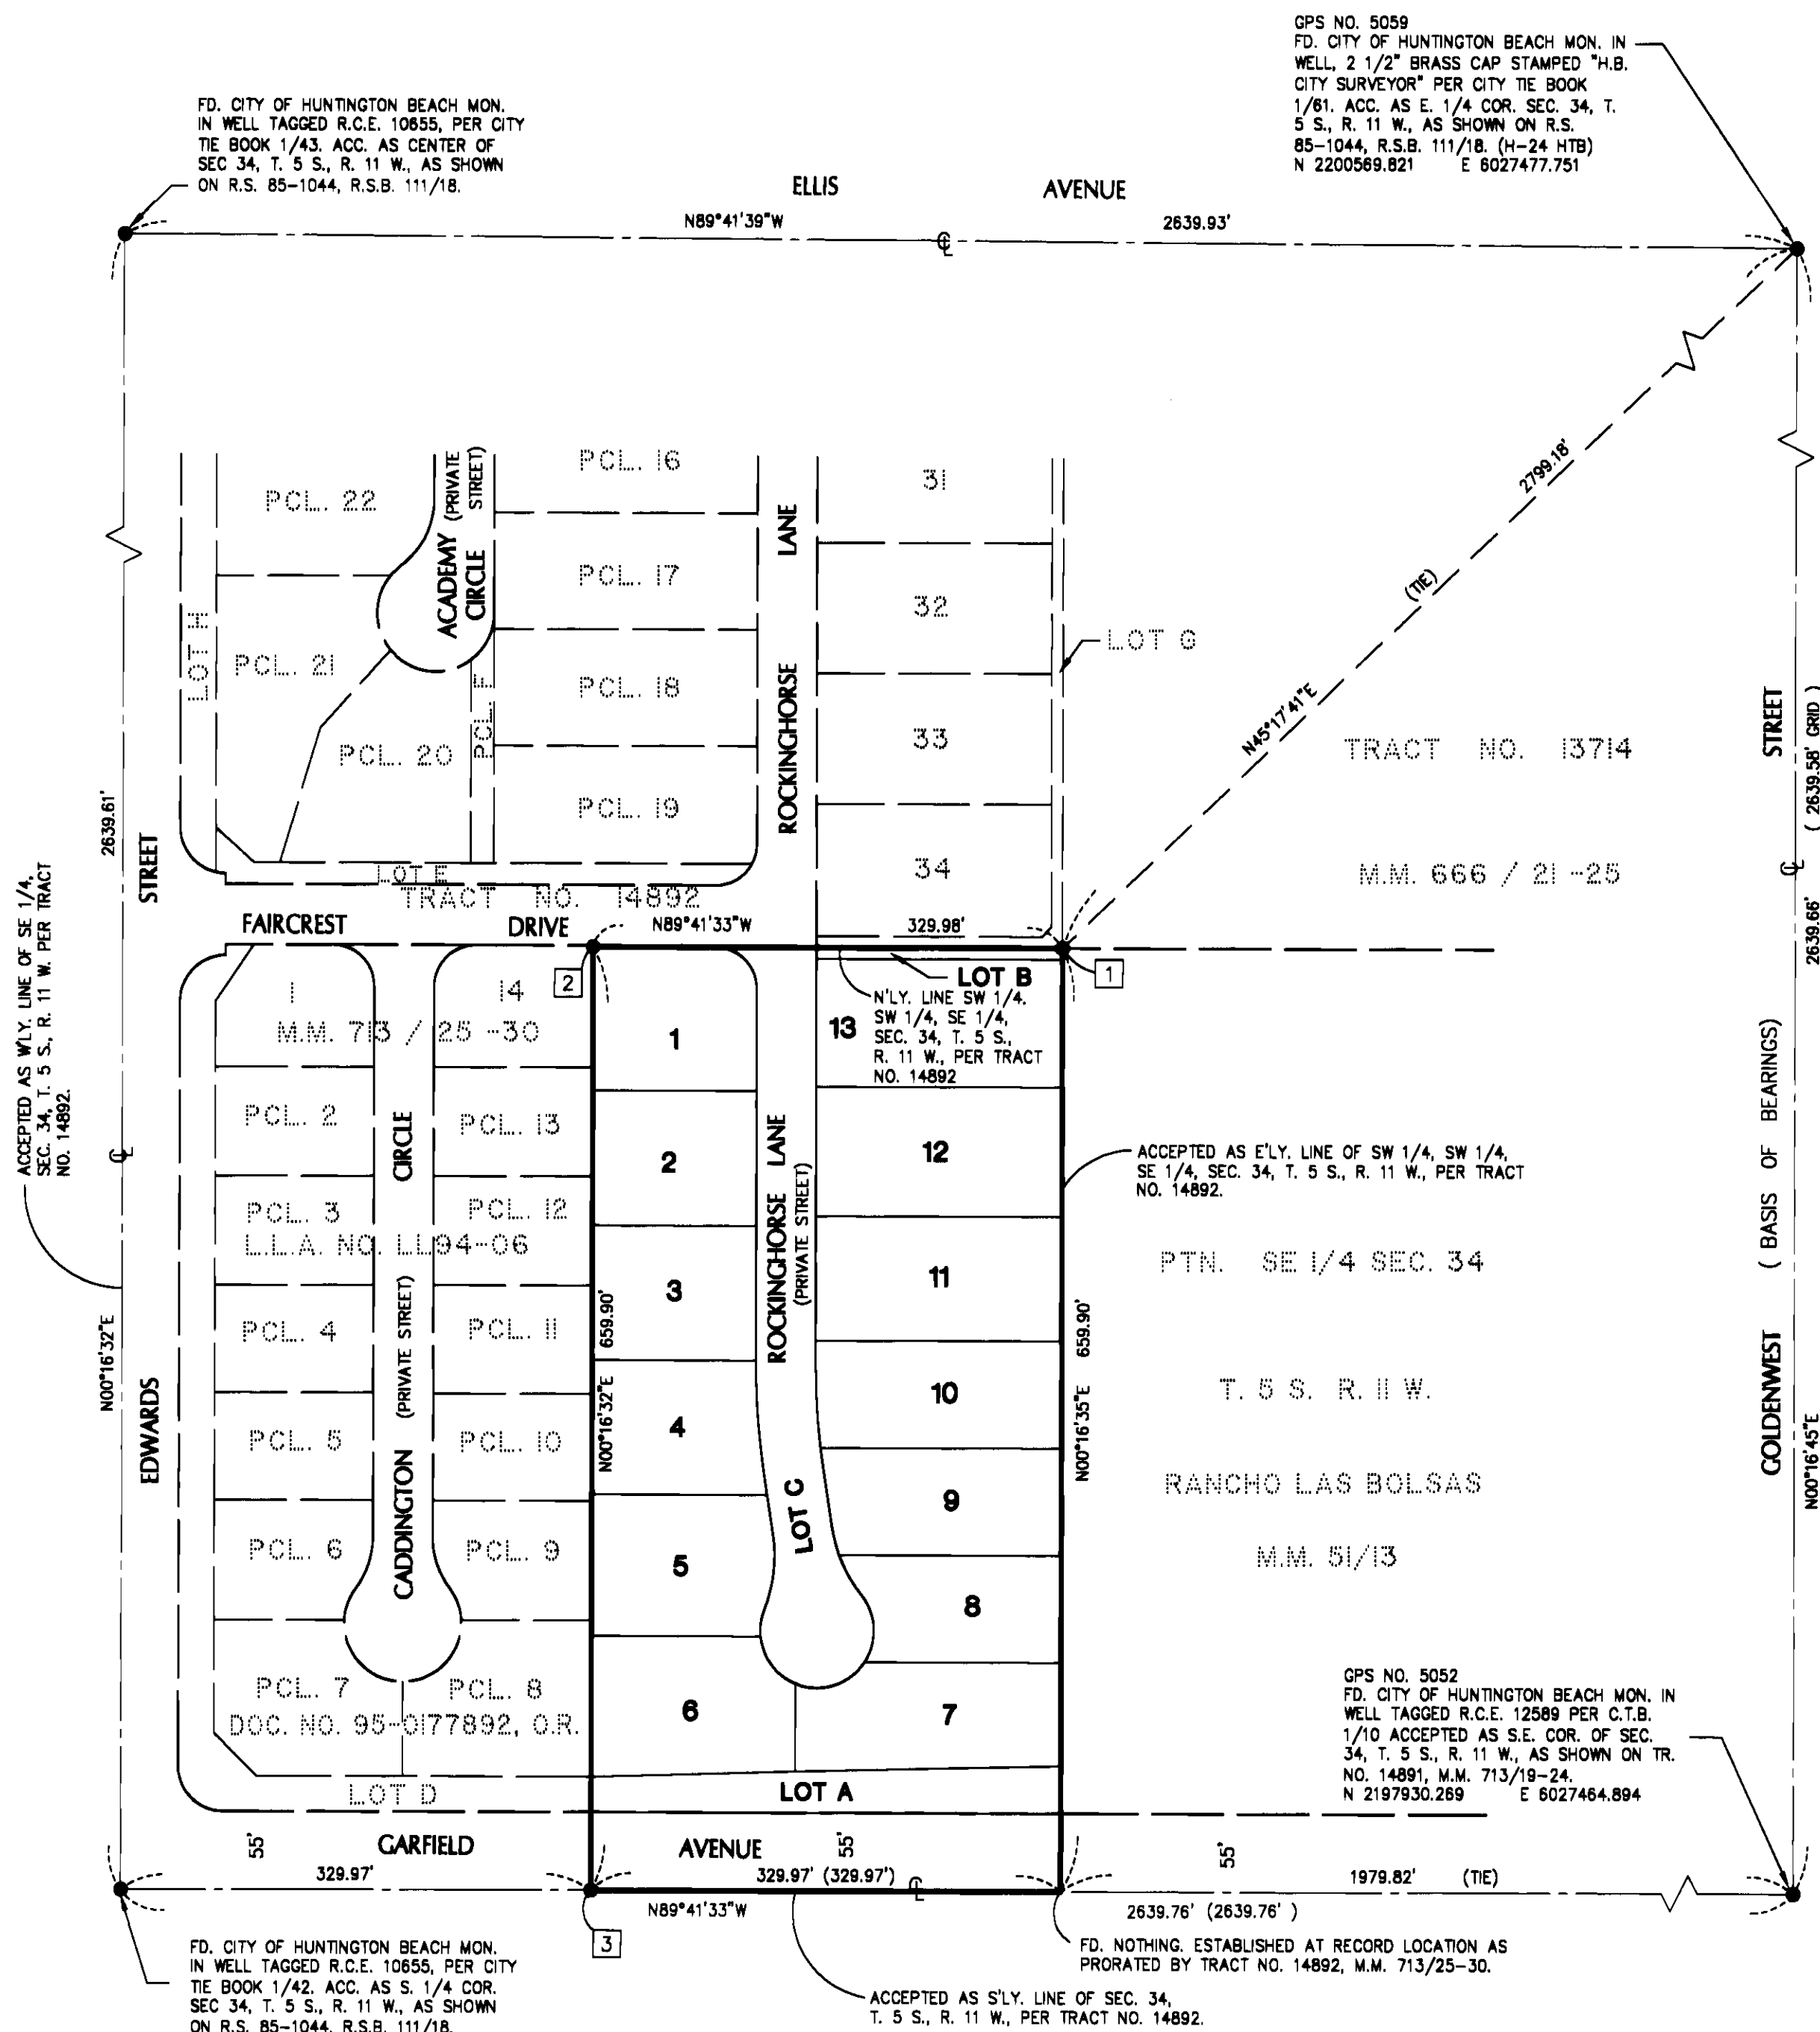 GPS NO. 5059
FD. CITY OF HUNTINGTON BEACH MON. IN
WELL, 2 1/2" BRASS CAP STAMPED "H.B.
CITY SURVEYOR" PER CITY TIE BOOK
1/61. ACC. AS E. 1/4 COR. SEC. 34, T.
5 S., R. 11 W., AS SHOWN ON R.S.
85-1044, R.S.B. 111/18. (H-24 HTB)
N 2200569.821 E 6027477.751
FD. CITY OF HUNTINGTON BEACH MON.
IN WELL TAGGED R.C.E. 10655, PER CITY
TIE BOOK 1/43. ACC. AS CENTER OF
SEC 34, T. 5 S., R. 11 W., AS SHOWN
ON R.S. 85-1044, R.S.B. 111/18.
ELLIS AVENUE
N89°41'39"W
2639.93'
℄
2799.18'
(TIE)
N45°17'41"E
PCL. 22
ACADEMY
CIRCLE
(PRIVATE
STREET)
PCL. 16
PCL. 17
PCL. 18
PCL. 19
LOT H
PCL. 21
PCL. 20
PCL. F
ROCKINGHORSE LANE
31
32
33
34
LOT G
TRACT NO. 13714
M.M. 666 / 21-25
STREET
( 2639.58' GRID )
℄
2639.66'
2639.61'
STREET
ACCEPTED AS W'LY. LINE OF SE 1/4,
SEC. 34, T. 5 S., R. 11 W. PER TRACT
NO. 14892.
LOT E
TRACT NO. 14892
FAIRCREST DRIVE
N89°41'33"W
329.98'
2
1
LOT B
N'LY. LINE SW 1/4.
SW 1/4, SE 1/4,
SEC. 34, T. 5 S.,
R. 11 W., PER TRACT
NO. 14892
1
14
M.M. 713 / 25-30
PCL. 2
PCL. 13
PCL. 3
PCL. 12
L.L.A. NO. LL94-06
PCL. 4
PCL. 11
PCL. 5
PCL. 10
PCL. 6
PCL. 9
PCL. 7
PCL. 8
DOC. NO. 95-0177892, O.R.
LOT D
CADDINGTON CIRCLE
(PRIVATE STREET)
℄
N00°16'32"E
EDWARDS
1
2
3
4
5
6
13
12
11
10
9
8
7
ROCKINGHORSE LANE
(PRIVATE STREET)
LOT C
LOT A
659.90'
N00°16'32"E
659.90'
N00°16'35"E
ACCEPTED AS E'LY. LINE OF SW 1/4, SW 1/4,
SE 1/4, SEC. 34, T. 5 S., R. 11 W., PER TRACT
NO. 14892.
PTN. SE 1/4 SEC. 34
T. 5 S. R. 11 W.
RANCHO LAS BOLSAS
M.M. 51/13
( BASIS OF BEARINGS)
GOLDENWEST
N00°16'45"E
GPS NO. 5052
FD. CITY OF HUNTINGTON BEACH MON. IN
WELL TAGGED R.C.E. 12589 PER C.T.B.
1/10 ACCEPTED AS S.E. COR. OF SEC.
34, T. 5 S., R. 11 W., AS SHOWN ON TR.
NO. 14891, M.M. 713/19-24.
N 2197930.269 E 6027464.894
55'
GARFIELD AVENUE
55'
55'
329.97'
329.97' (329.97')
℄
1979.82' (TIE)
N89°41'33"W
2639.76' (2639.76' )
3
FD. NOTHING. ESTABLISHED AT RECORD LOCATION AS
PRORATED BY TRACT NO. 14892, M.M. 713/25-30.
FD. CITY OF HUNTINGTON BEACH MON.
IN WELL TAGGED R.C.E. 10655, PER CITY
TIE BOOK 1/42. ACC. AS S. 1/4 COR.
SEC 34, T. 5 S., R. 11 W., AS SHOWN
ON R.S. 85-1044, R.S.B. 111/18.
ACCEPTED AS S'LY. LINE OF SEC. 34,
T. 5 S., R. 11 W., PER TRACT NO. 14892.